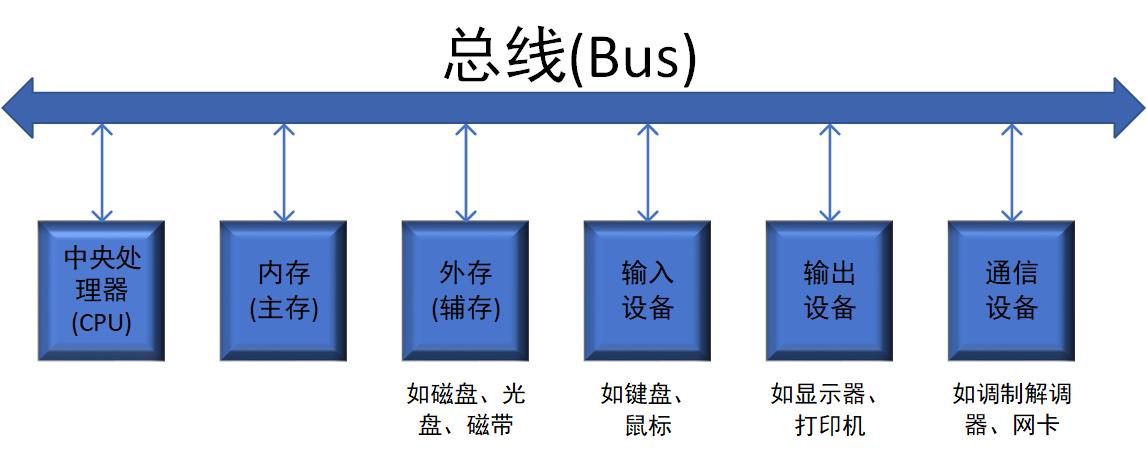 总线(Bus)
中央处
理器
(CPU)
内存
(主存)
外存
(辅存)
输入
设备
输出
设备
通信
设备
如磁盘、光
盘、磁带
如键盘、
鼠标
如显示器、
打印机
如调制解调
器、网卡